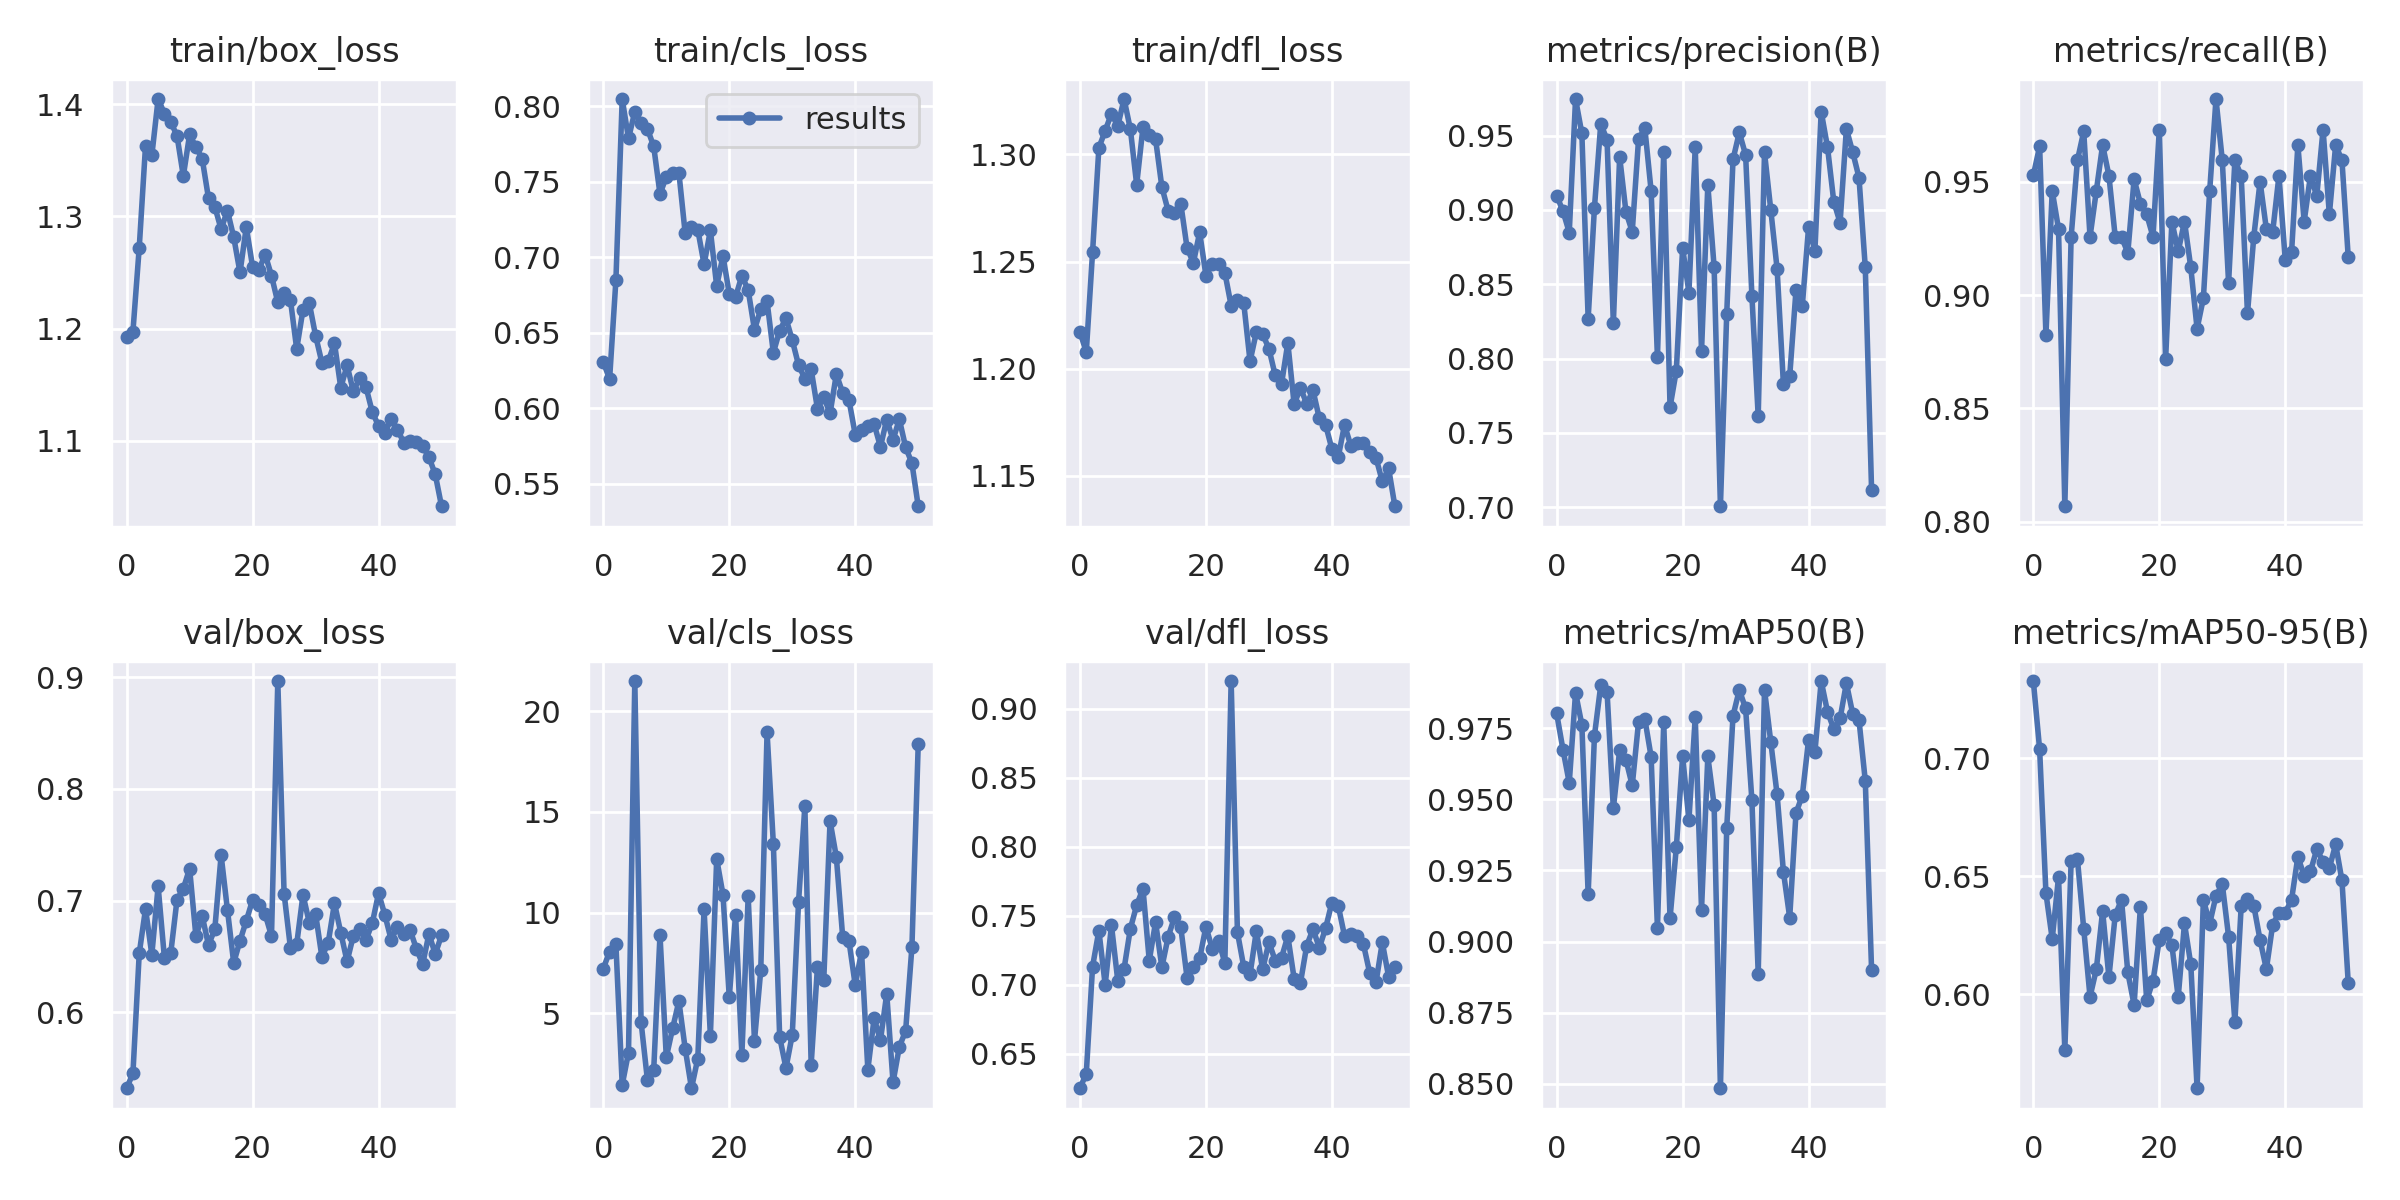 train/box_loss
train/cls_loss
train/dfl_loss
metrics/precision(B)
metrics/recall(B)
1.4
1.3
1.2
1.1
0 20 40
results
0.80
0.75
0.70
0.65
0.60
0.55
0 20 40
1.30
1.25
1.20
1.15
0 20 40
0.95
0.90
0.85
0.80
0.75
0.70
0 20 40
0.95
0.90
0.85
0.80
0 20 40
val/box_loss
val/cls_loss
val/dfl_loss
metrics/mAP50(B)
metrics/mAP50-95(B)
0.9
0.8
0.7
0.6
0 20 40
20
15
10
5
0 20 40
0.90
0.85
0.80
0.75
0.70
0.65
0 20 40
0.975
0.950
0.925
0.900
0.875
0.850
0 20 40
0.70
0.65
0.60
0 20 40